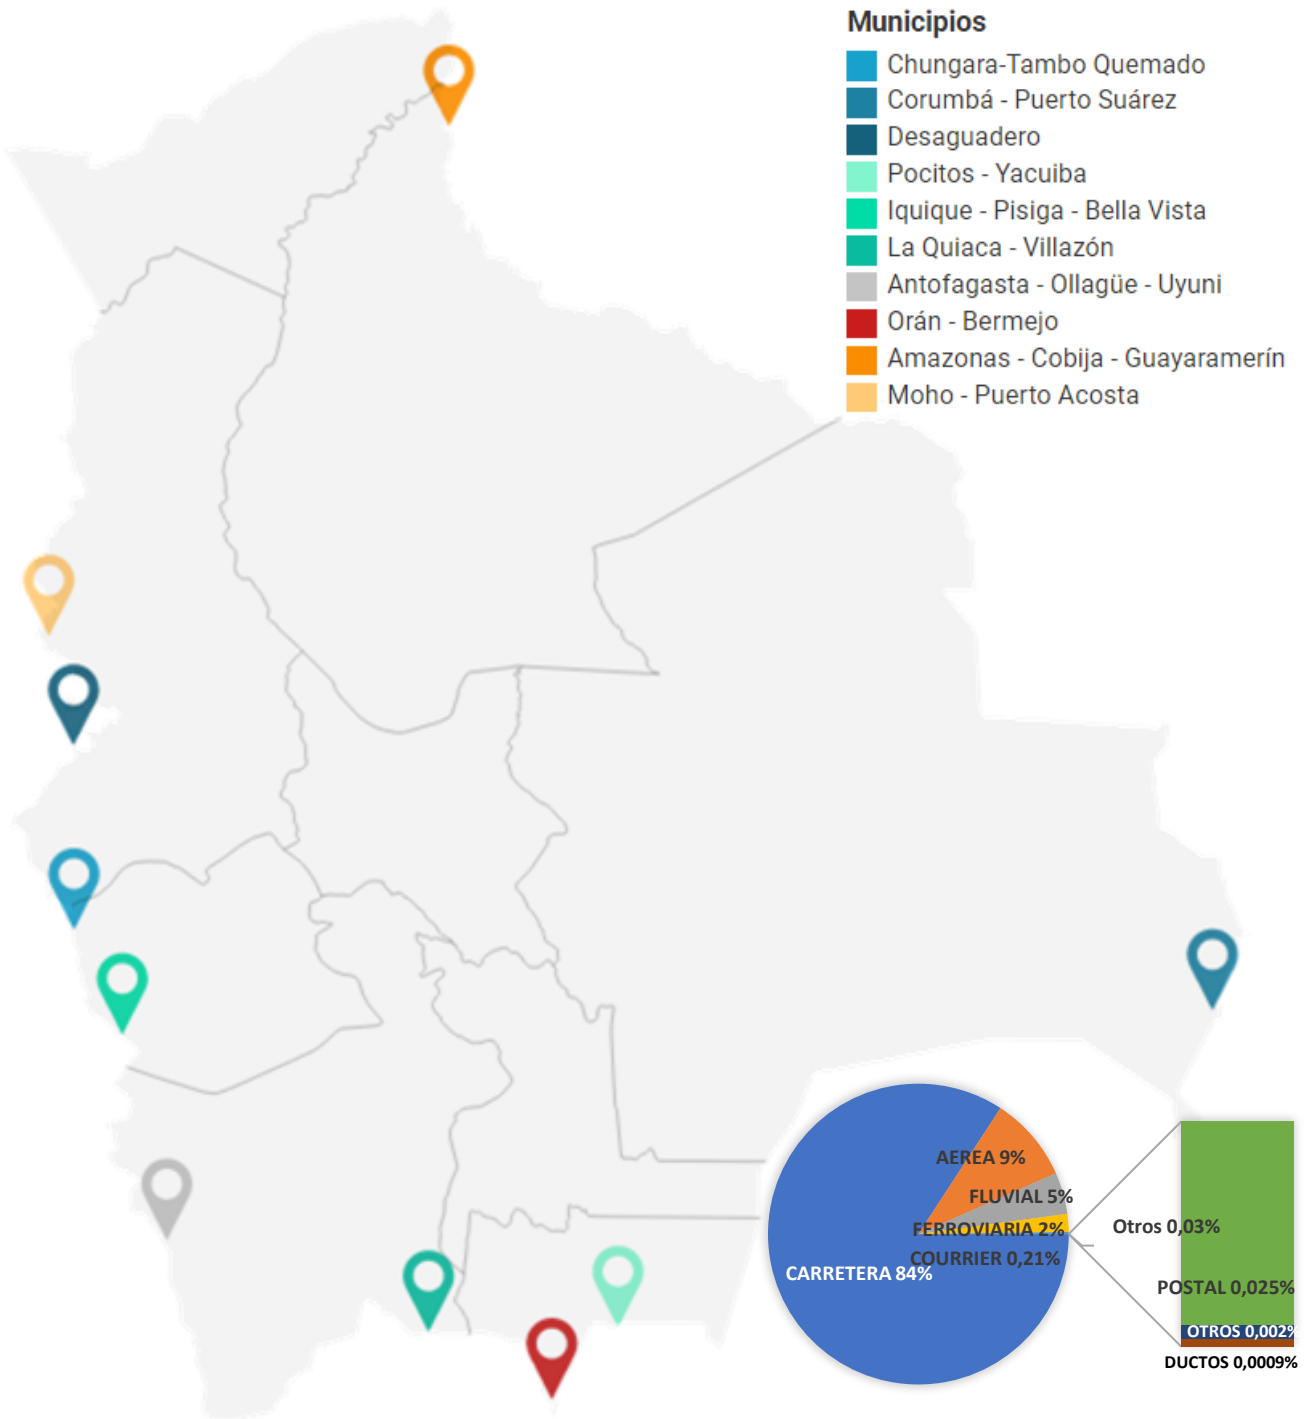 Municipios
Chungara-Tambo Quemado
Corumbá - Puerto Suárez
Desaguadero
Pocitos - Yacuiba
Iquique - Pisiga - Bella Vista
La Quiaca - Villazón
Antofagasta - Ollagüe - Uyuni
Orán - Bermejo
Amazonas - Cobija - Guayaramerín
Moho - Puerto Acosta
AEREA 9%
FLUVIAL 5%
FERROVIARIA 2%
COURRIER 0,21%
CARRETERA 84%
Otros 0,03%
POSTAL 0,025%
OTROS 0,002%
DUCTOS 0,0009%